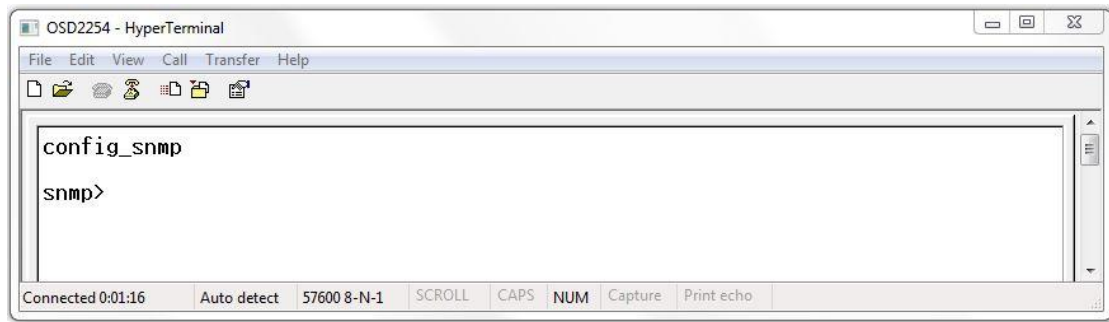 OSD2254 - HyperTerminal
File Edit View Call Transfer Help
config_snmp
snmp>
Connected 0:01:16 Auto detect 57600 8-N-1 SCROLL CAPS NUM Capture Print echo